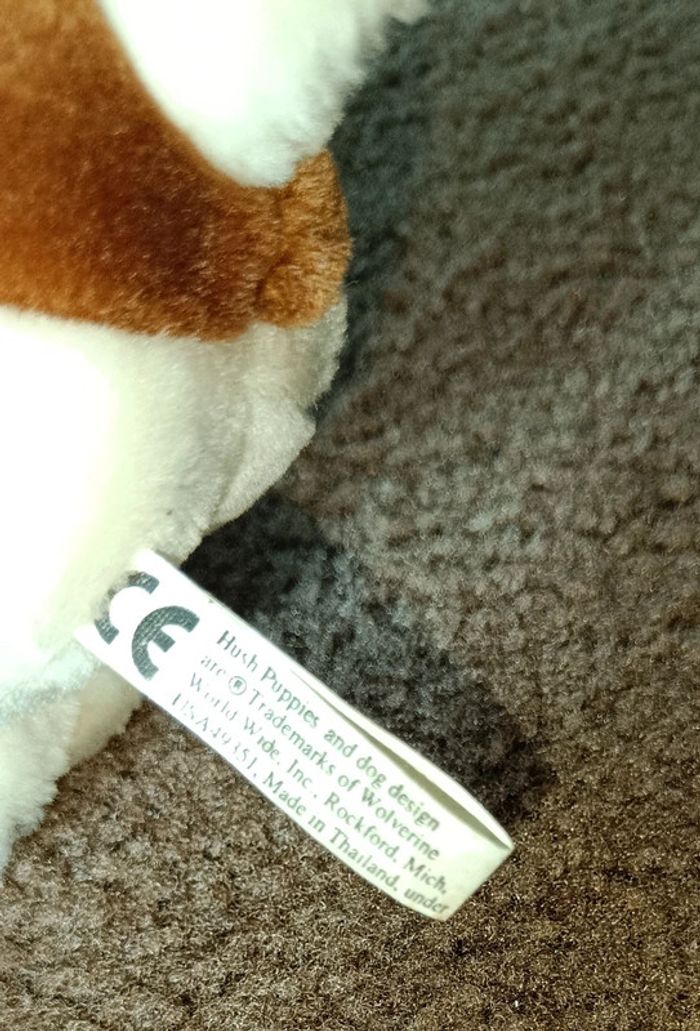 CE
Hush Puppies and dog design
are ® Trademarks of Wolverine
World Wide, Inc., Rockford, Mich,
USA49351, Made in Thailand, under